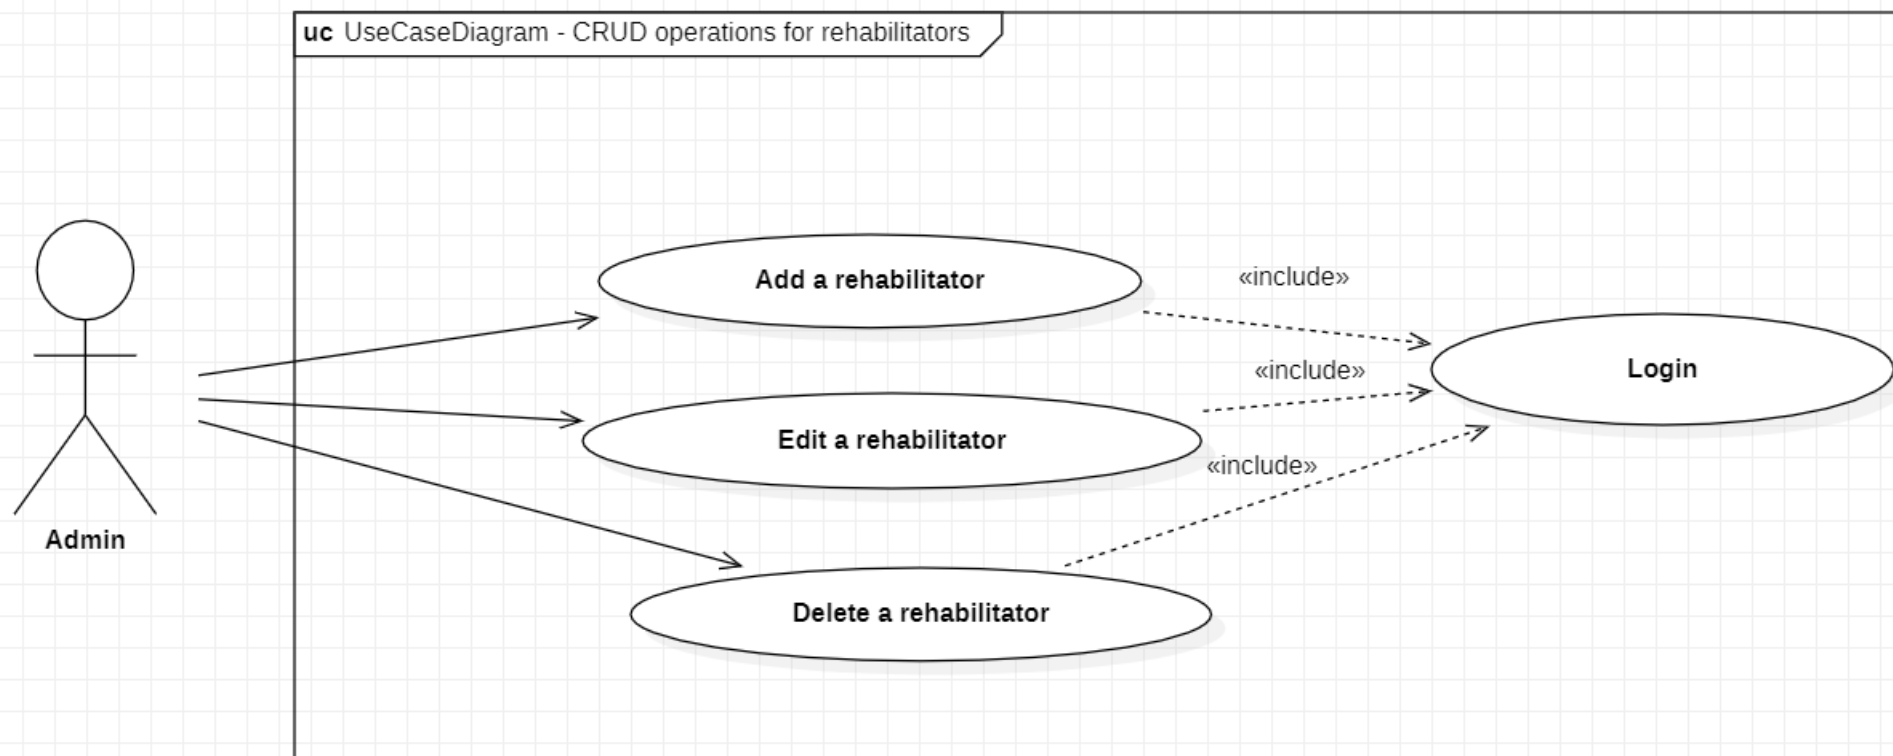 uc UseCaseDiagram - CRUD operations for rehabilitators
Add a rehabilitator
«include»
Login
«include»
Edit a rehabilitator
«include»
Admin
Delete a rehabilitator